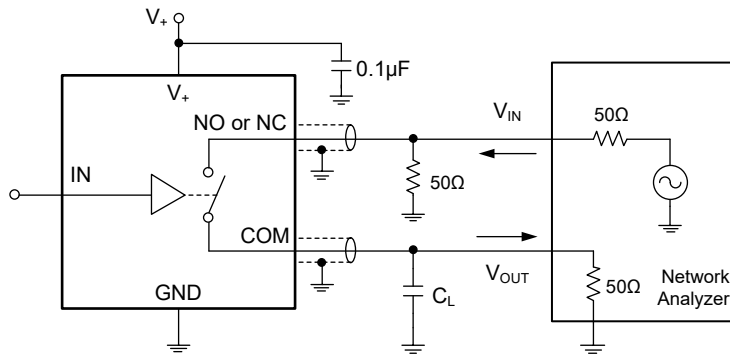 V+
0.1µF
V+
NO or NC
VIN
50Ω
50Ω
IN
COM
VOUT
CL
50Ω
Network
Analyzer
GND